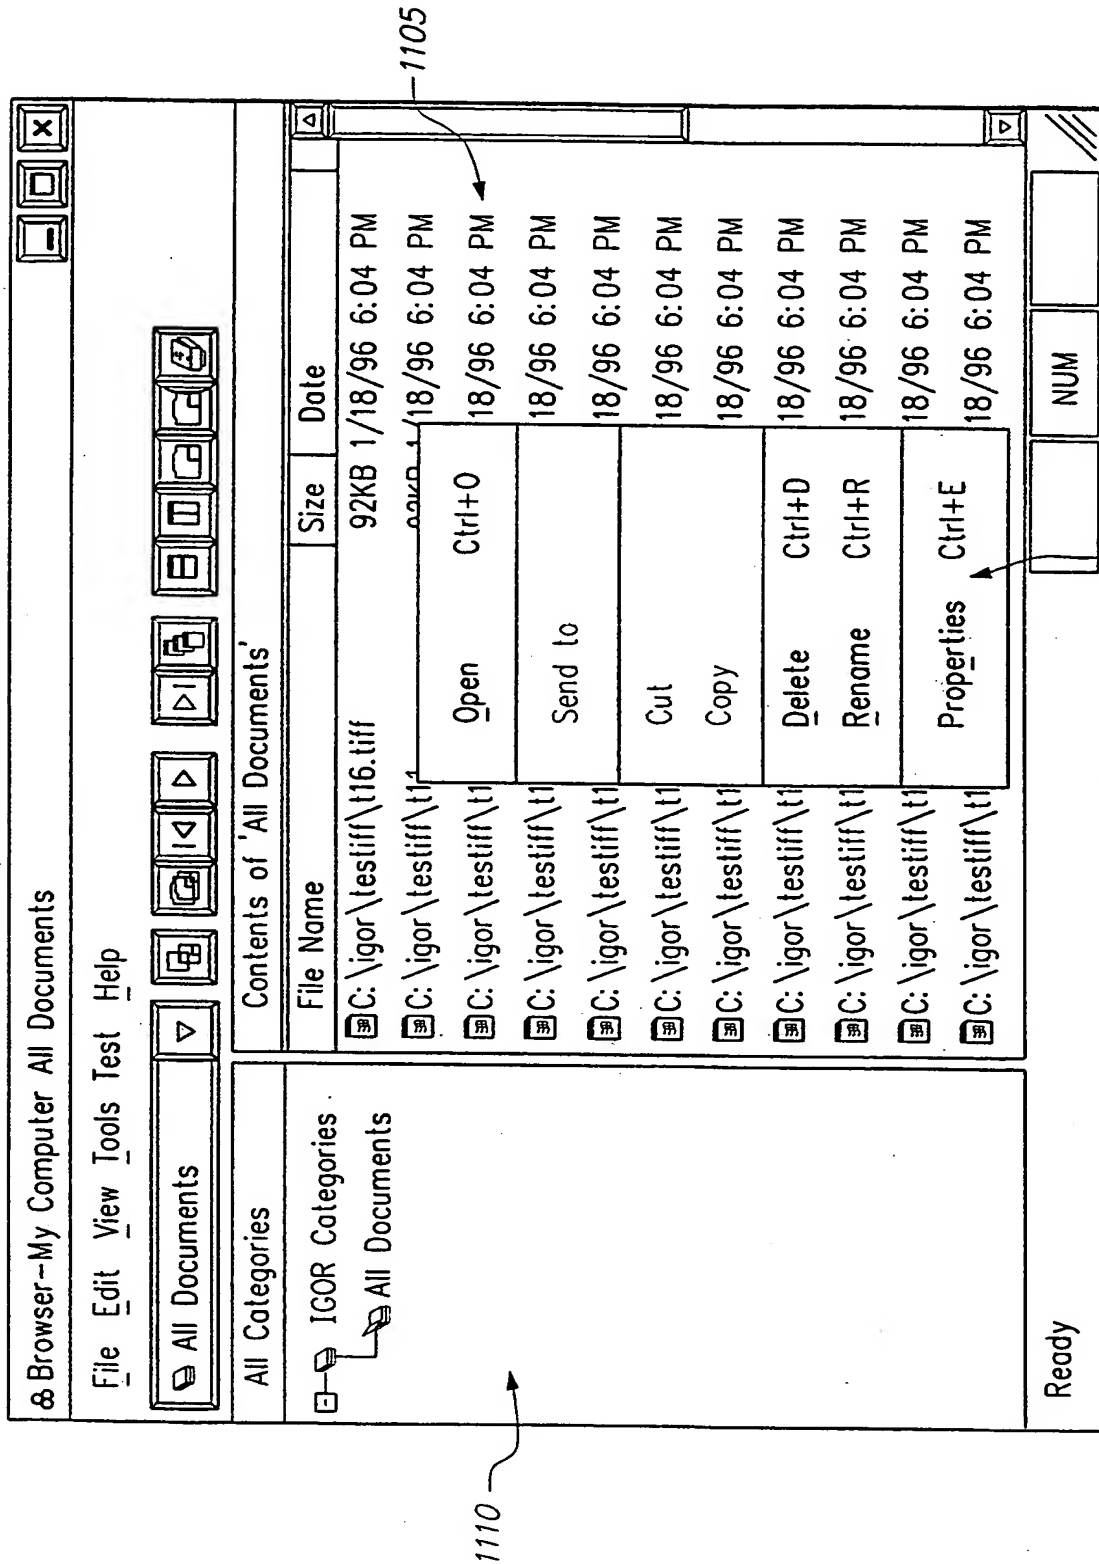 Browser--My Computer All Documents
File Edit View Tools Test Help
All Documents
All Categories
Contents of 'All Documents'
IGOR Categories
All Documents
File Name Size Date
C:\igor\testiff\t16.tiff 92KB 1/18/96 6:04 PM
C:\igor\testiff\t1 92KB 1/18/96 6:04 PM
C:\igor\testiff\t1 18/96 6:04 PM
C:\igor\testiff\t1 18/96 6:04 PM
C:\igor\testiff\t1 18/96 6:04 PM
C:\igor\testiff\t1 18/96 6:04 PM
C:\igor\testiff\t1 18/96 6:04 PM
C:\igor\testiff\t1 18/96 6:04 PM
C:\igor\testiff\t1 18/96 6:04 PM
C:\igor\testiff\t1 18/96 6:04 PM
C:\igor\testiff\t1 18/96 6:04 PM
Open Ctrl+O
Send to
Cut
Copy
Delete Ctrl+D
Rename Ctrl+R
Properties Ctrl+E
Ready
NUM
1105
1110